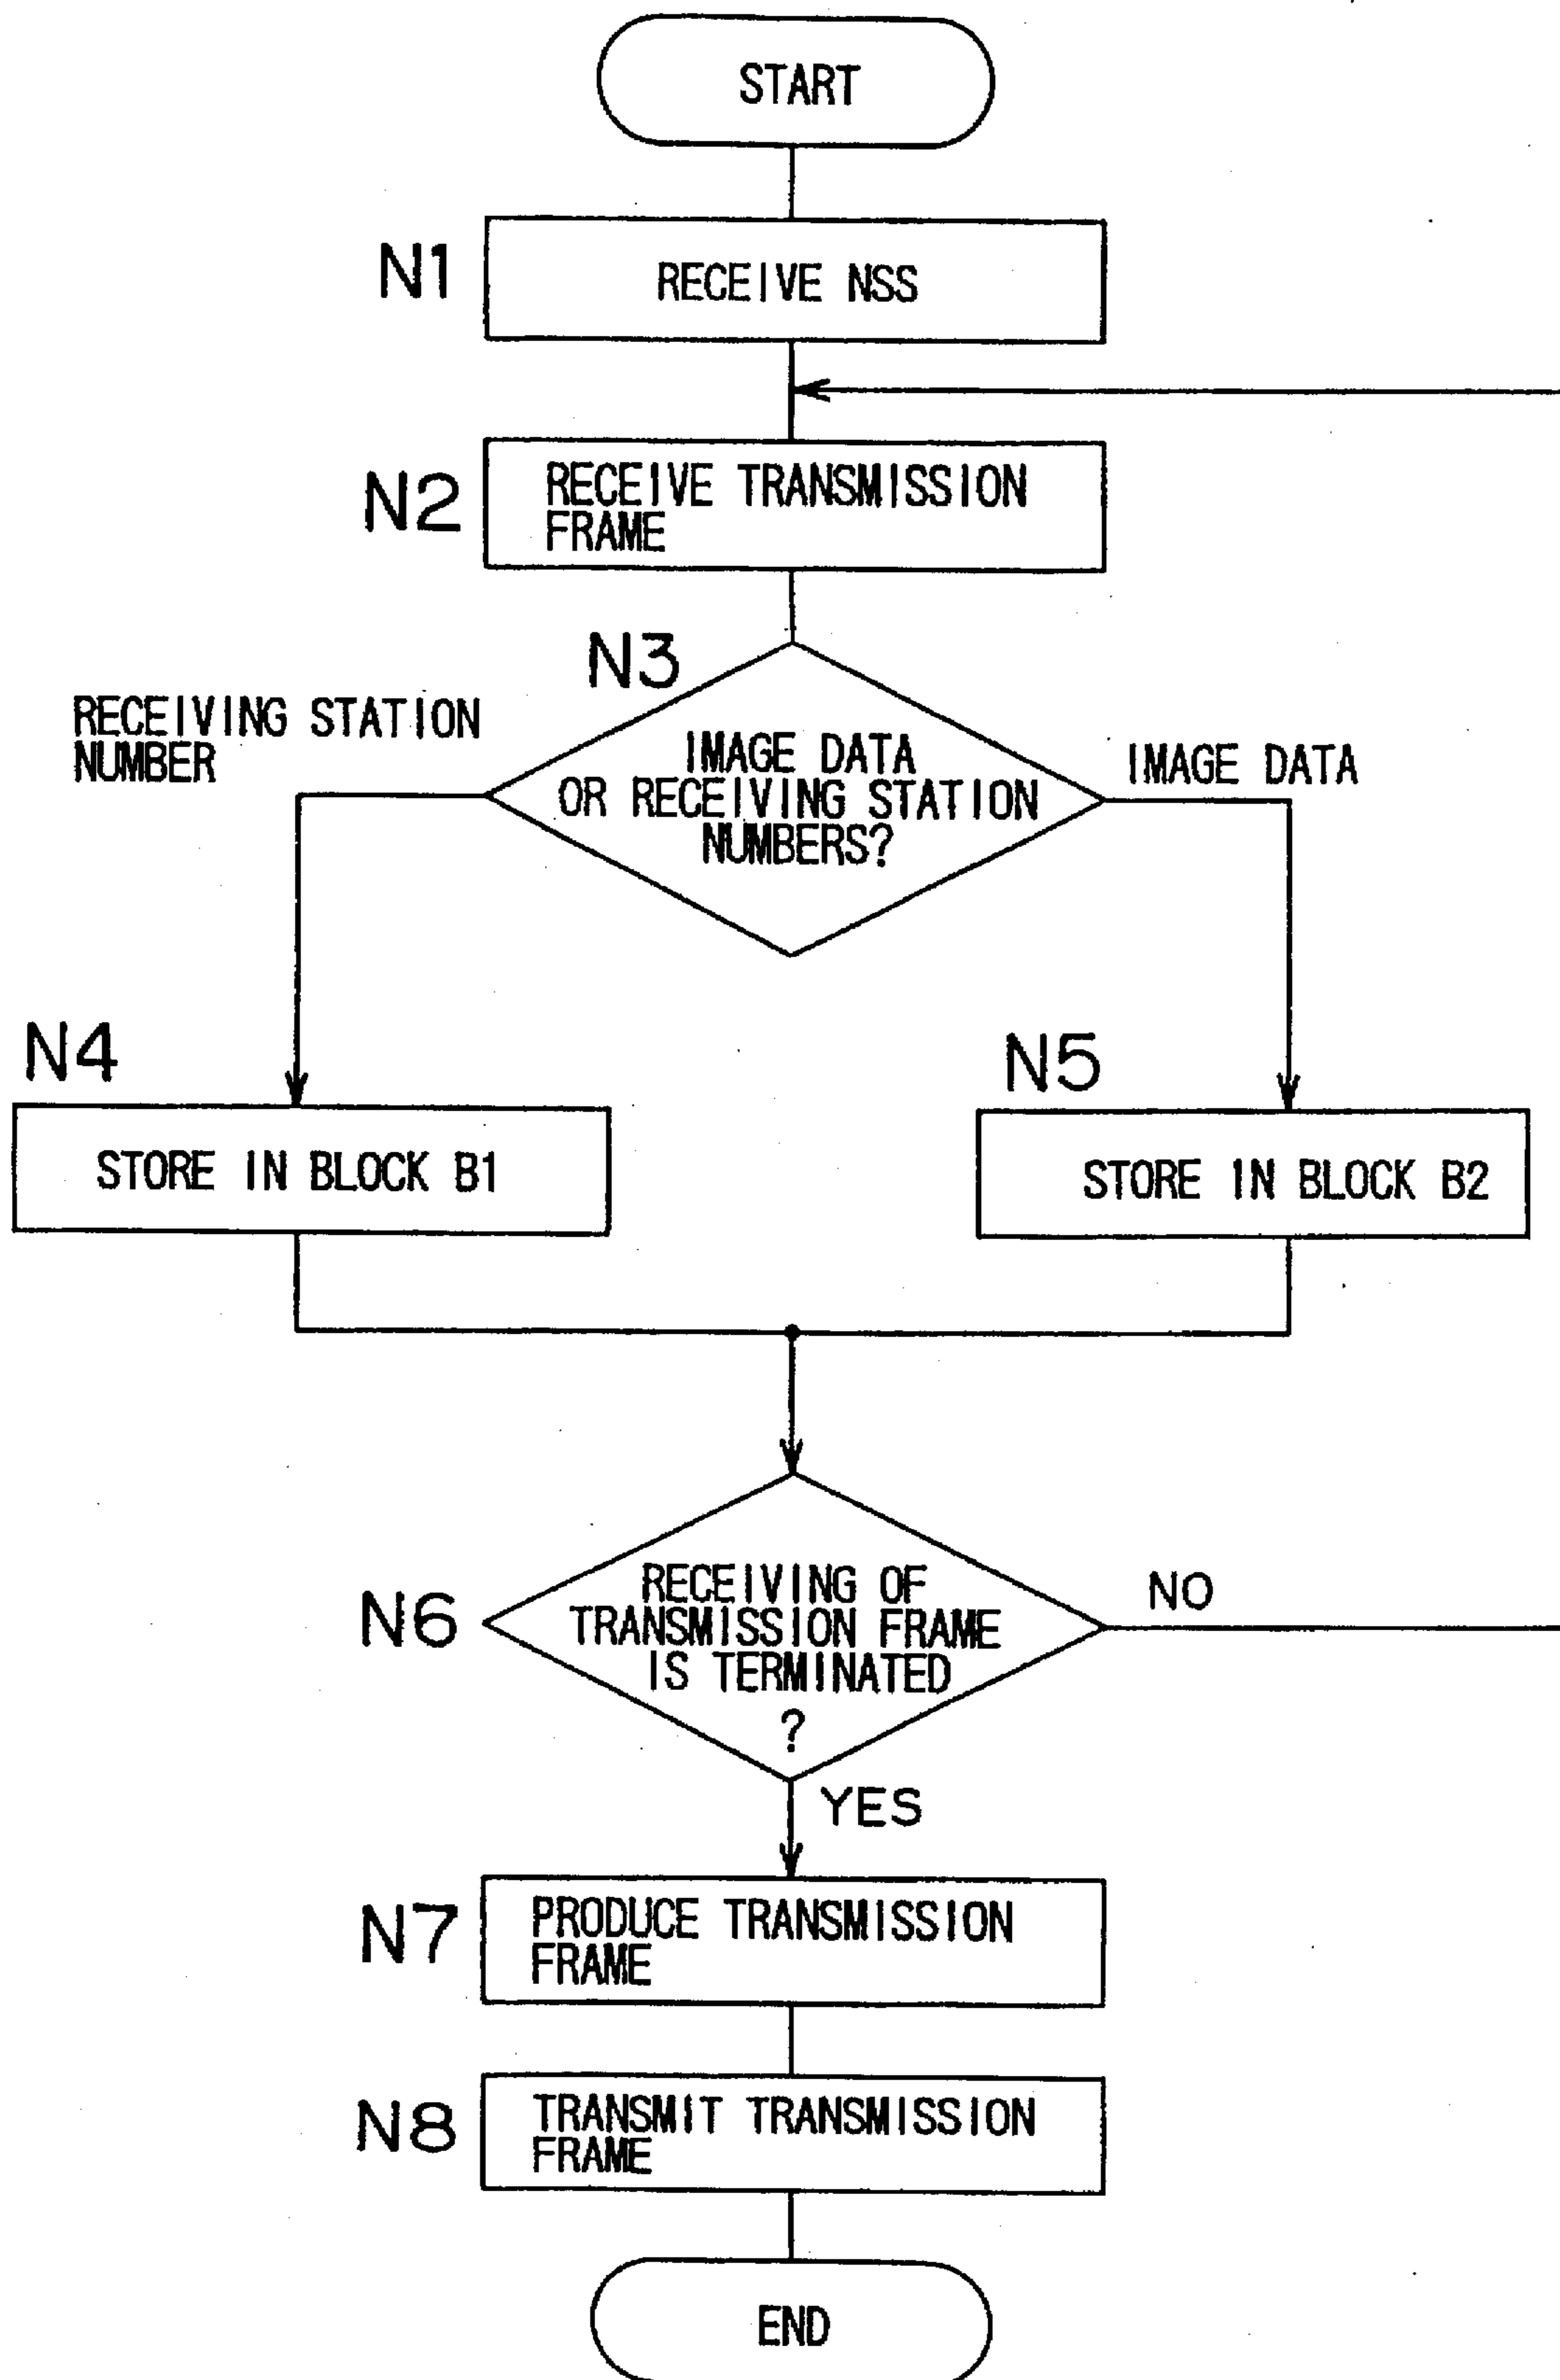 START
N1
RECEIVE NSS
N2
RECEIVE TRANSMISSION
FRAME
N3
RECEIVING STATION
NUMBER
IMAGE DATA
OR RECEIVING STATION
NUMBERS?
IMAGE DATA
N4
STORE IN BLOCK B1
N5
STORE IN BLOCK B2
N6
RECEIVING OF
TRANSMISSION FRAME
IS TERMINATED
?
NO
YES
N7
PRODUCE TRANSMISSION
FRAME
N8
TRANSMIT TRANSMISSION
FRAME
END